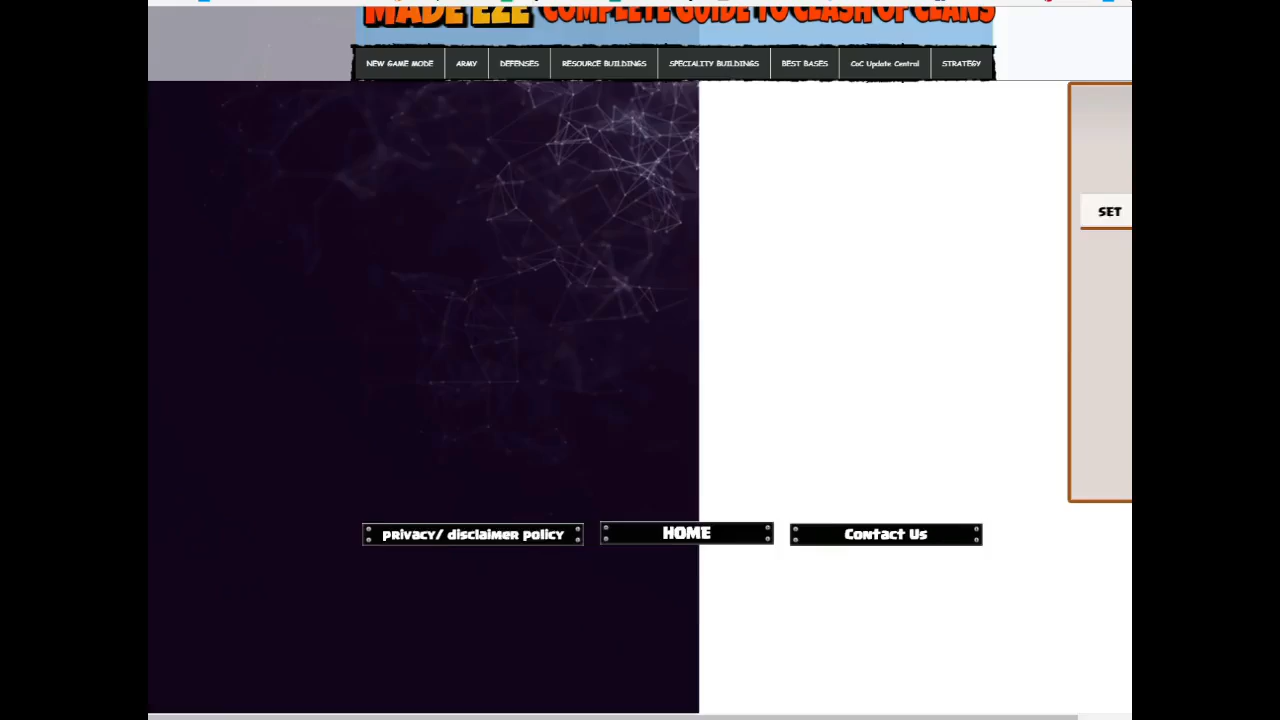 MADE EZE COMPLETE GUIDE TO CLASH OF CLANS
NEW GAME MODE ARMY DEFENSES RESOURCE BUILDINGS SPECIALITY BUILDINGS BEST BASES CoC Update Central STRATEGY
SET
privacy/ disclaimer policy HOME Contact Us